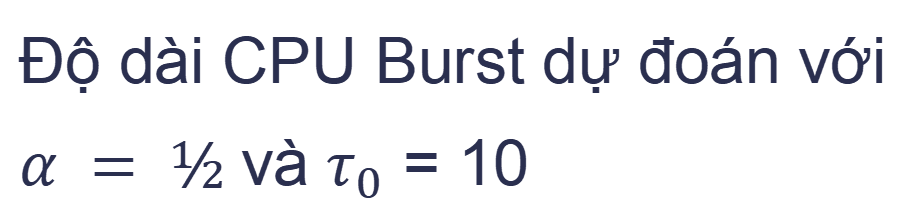 Độ dài CPU Burst dự đoán với
𝛼 = ½ và 𝜏₀ = 10